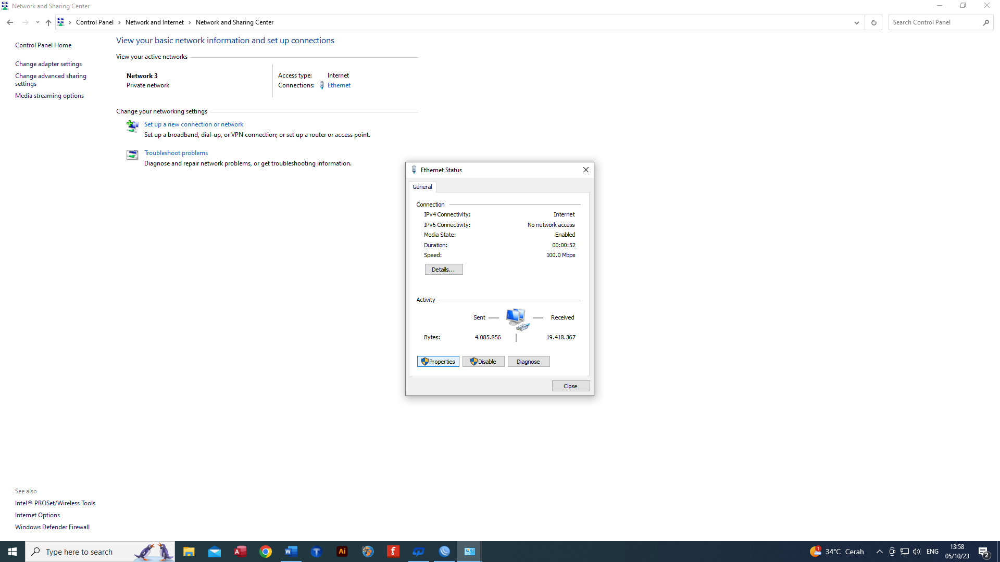 Network and Sharing Center
Control Panel > Network and Internet > Network and Sharing Center
Search Control Panel
Control Panel Home
Change adapter settings
Change advanced sharing
settings
Media streaming options
View your basic network information and set up connections
View your active networks
Network 3
Private network
Access type: Internet
Connections: Ethernet
Change your networking settings
Set up a new connection or network
Set up a broadband, dial-up, or VPN connection; or set up a router or access point.
Troubleshoot problems
Diagnose and repair network problems, or get troubleshooting information.
Ethernet Status
General
Connection
IPv4 Connectivity: Internet
IPv6 Connectivity: No network access
Media State: Enabled
Duration: 00:00:52
Speed: 100.0 Mbps
Details...
Activity
Sent — — Received
Bytes: 4.085.856 | 19.418.367
Properties Disable Diagnose
Close
See also
Intel® PROSet/Wireless Tools
Internet Options
Windows Defender Firewall
Type here to search
A
W
T
Ai
f
1
34°C Cerah
ENG
13:58
05/10/23
2